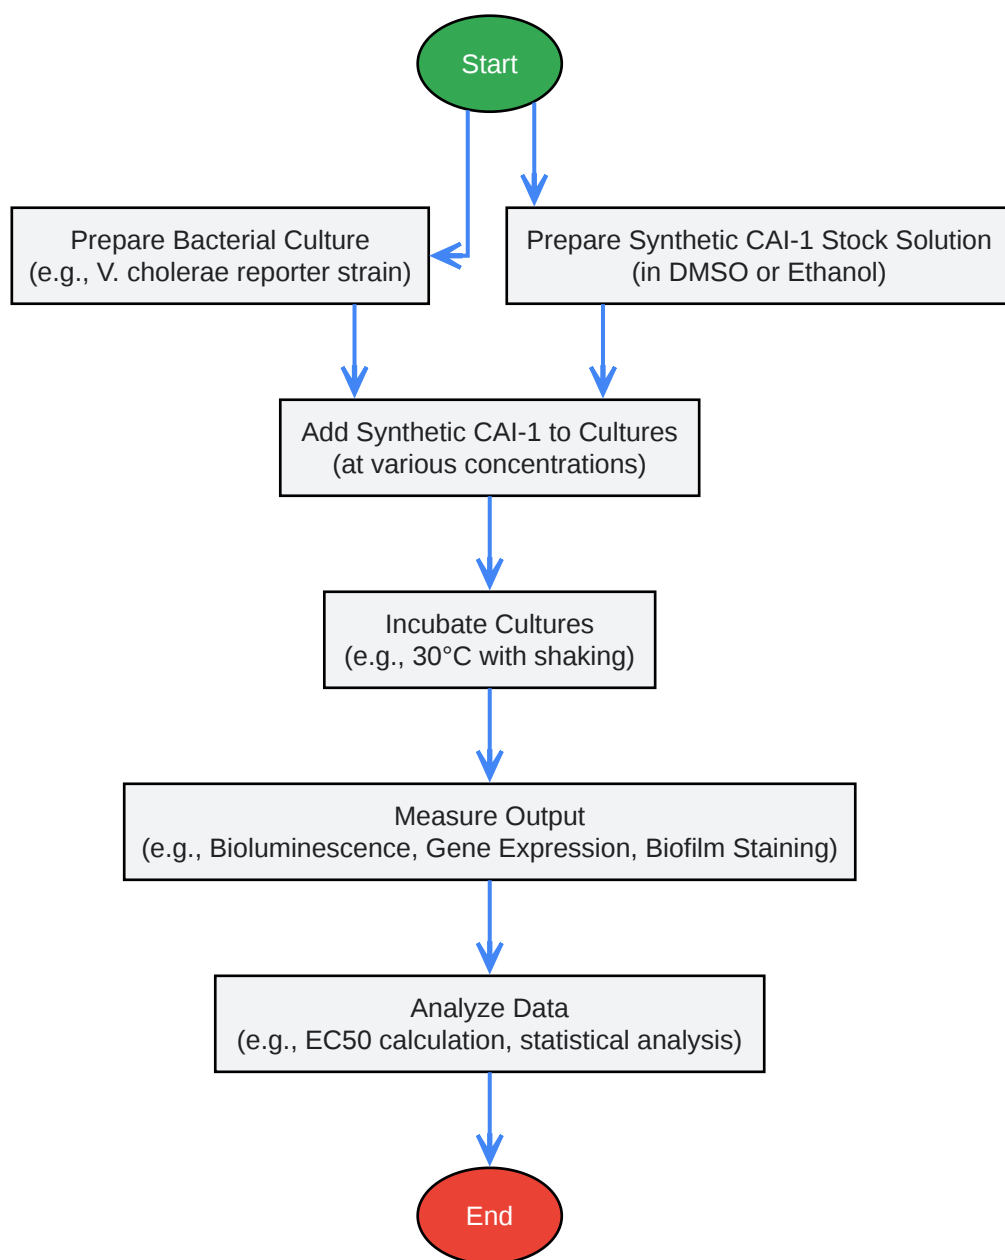 Start
Prepare Bacterial Culture
(e.g., V. cholerae reporter strain)
Prepare Synthetic CAI-1 Stock Solution
(in DMSO or Ethanol)
Add Synthetic CAI-1 to Cultures
(at various concentrations)
Incubate Cultures
(e.g., 30°C with shaking)
Measure Output
(e.g., Bioluminescence, Gene Expression, Biofilm Staining)
Analyze Data
(e.g., EC50 calculation, statistical analysis)
End